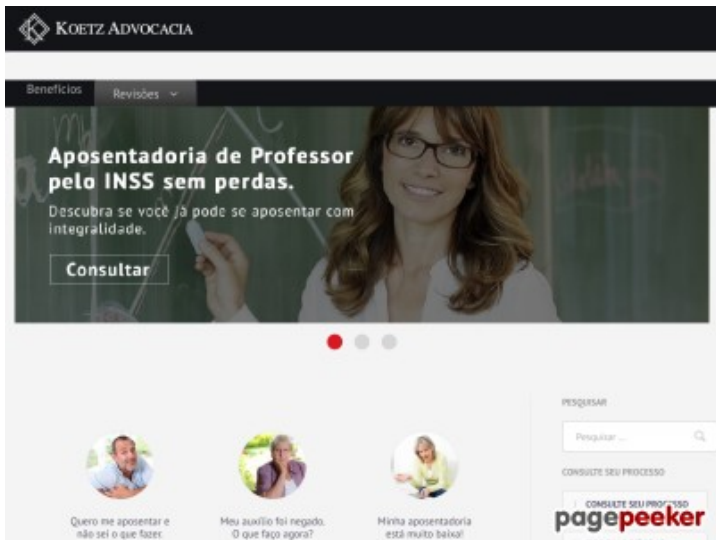 KOETZ ADVOCACIA
Benefícios
Revisões
Aposentadoria de Professor
pelo INSS sem perdas.
Descubra se você já pode se aposentar com
integralidade.
Consultar
PESQUISAR
Pesquisar ...
CONSULTE SEU PROCESSO
CONSULTE SEU PROCESSO
Quero me aposentar e
não sei o que fazer.
Meu auxílio foi negado.
O que faço agora?
Minha aposentadoria
está muito baixa!
pagepeeker